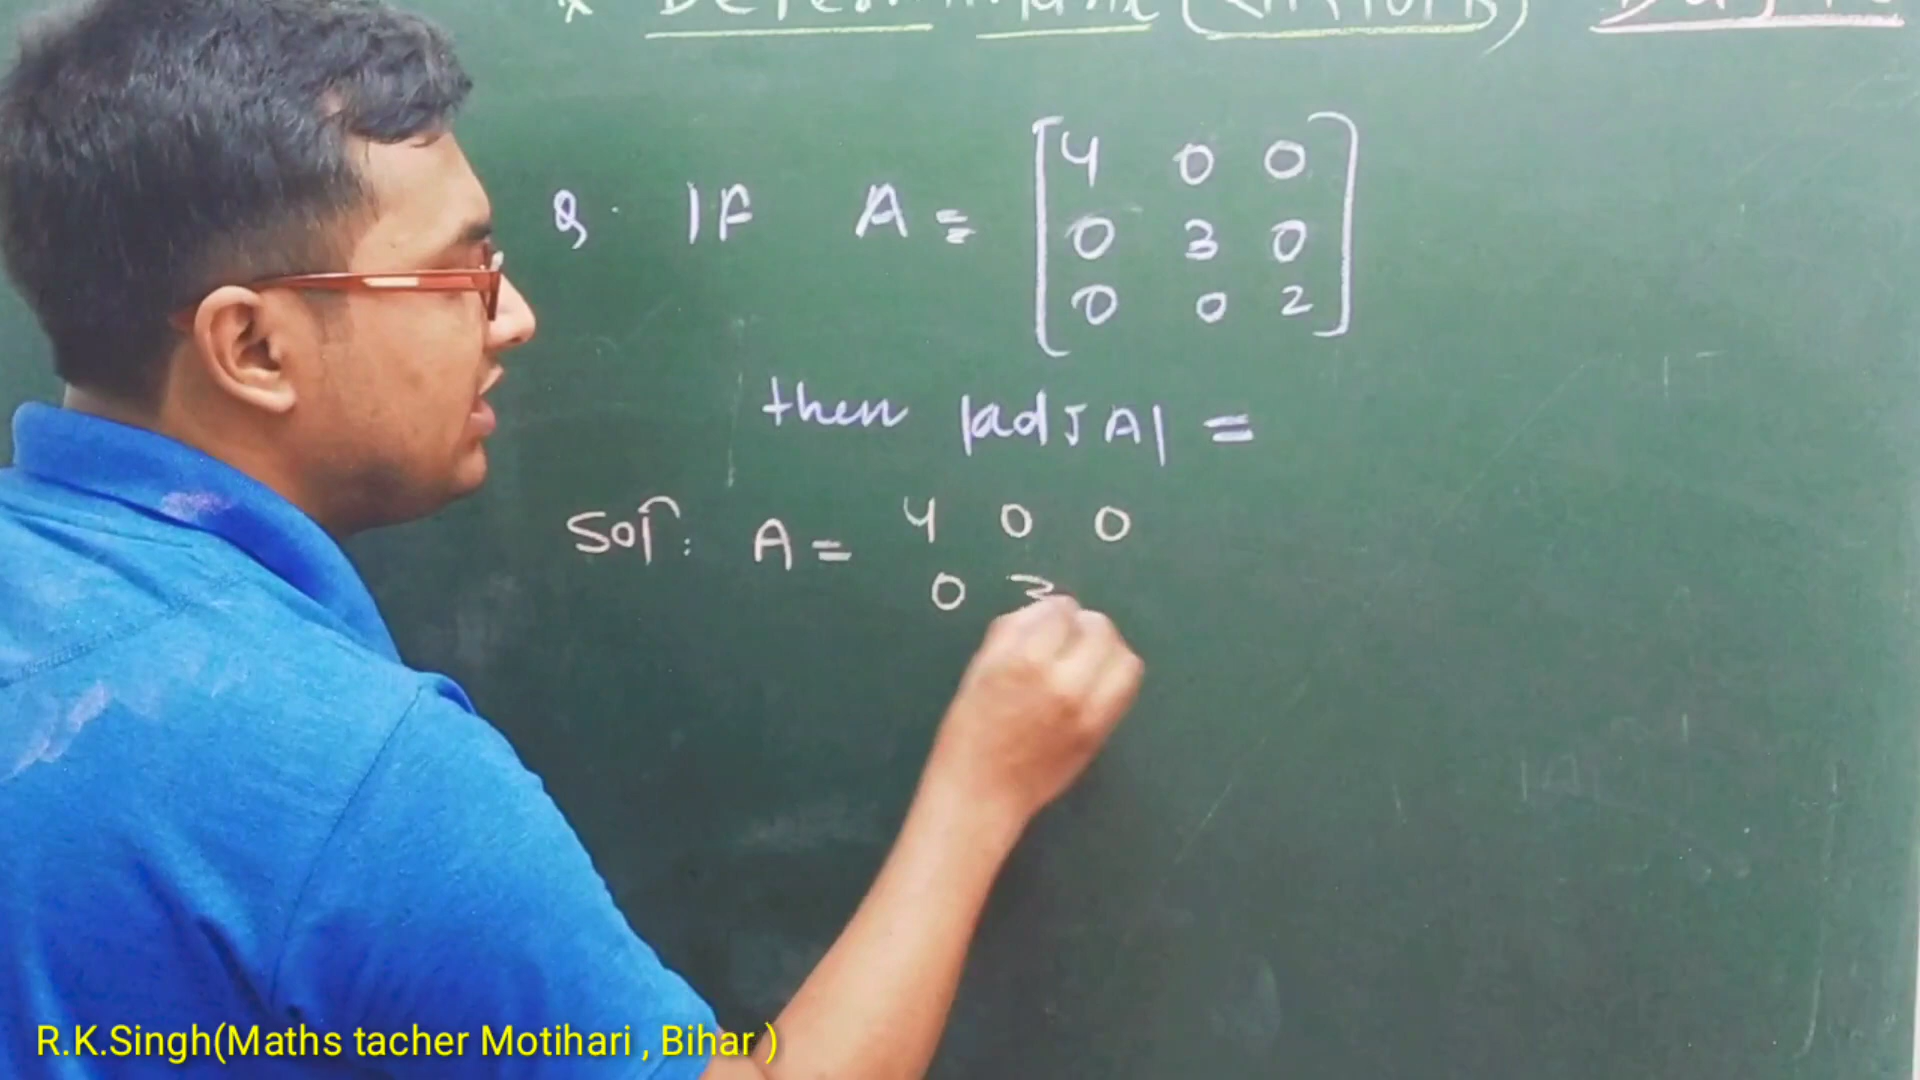 Q. If A = [4 0 0
0 3 0
0 0 2]
then |adJ A| =
Solⁿ: A = 4 0 0
0 3
R.K.Singh(Maths tacher Motihari , Bihar )